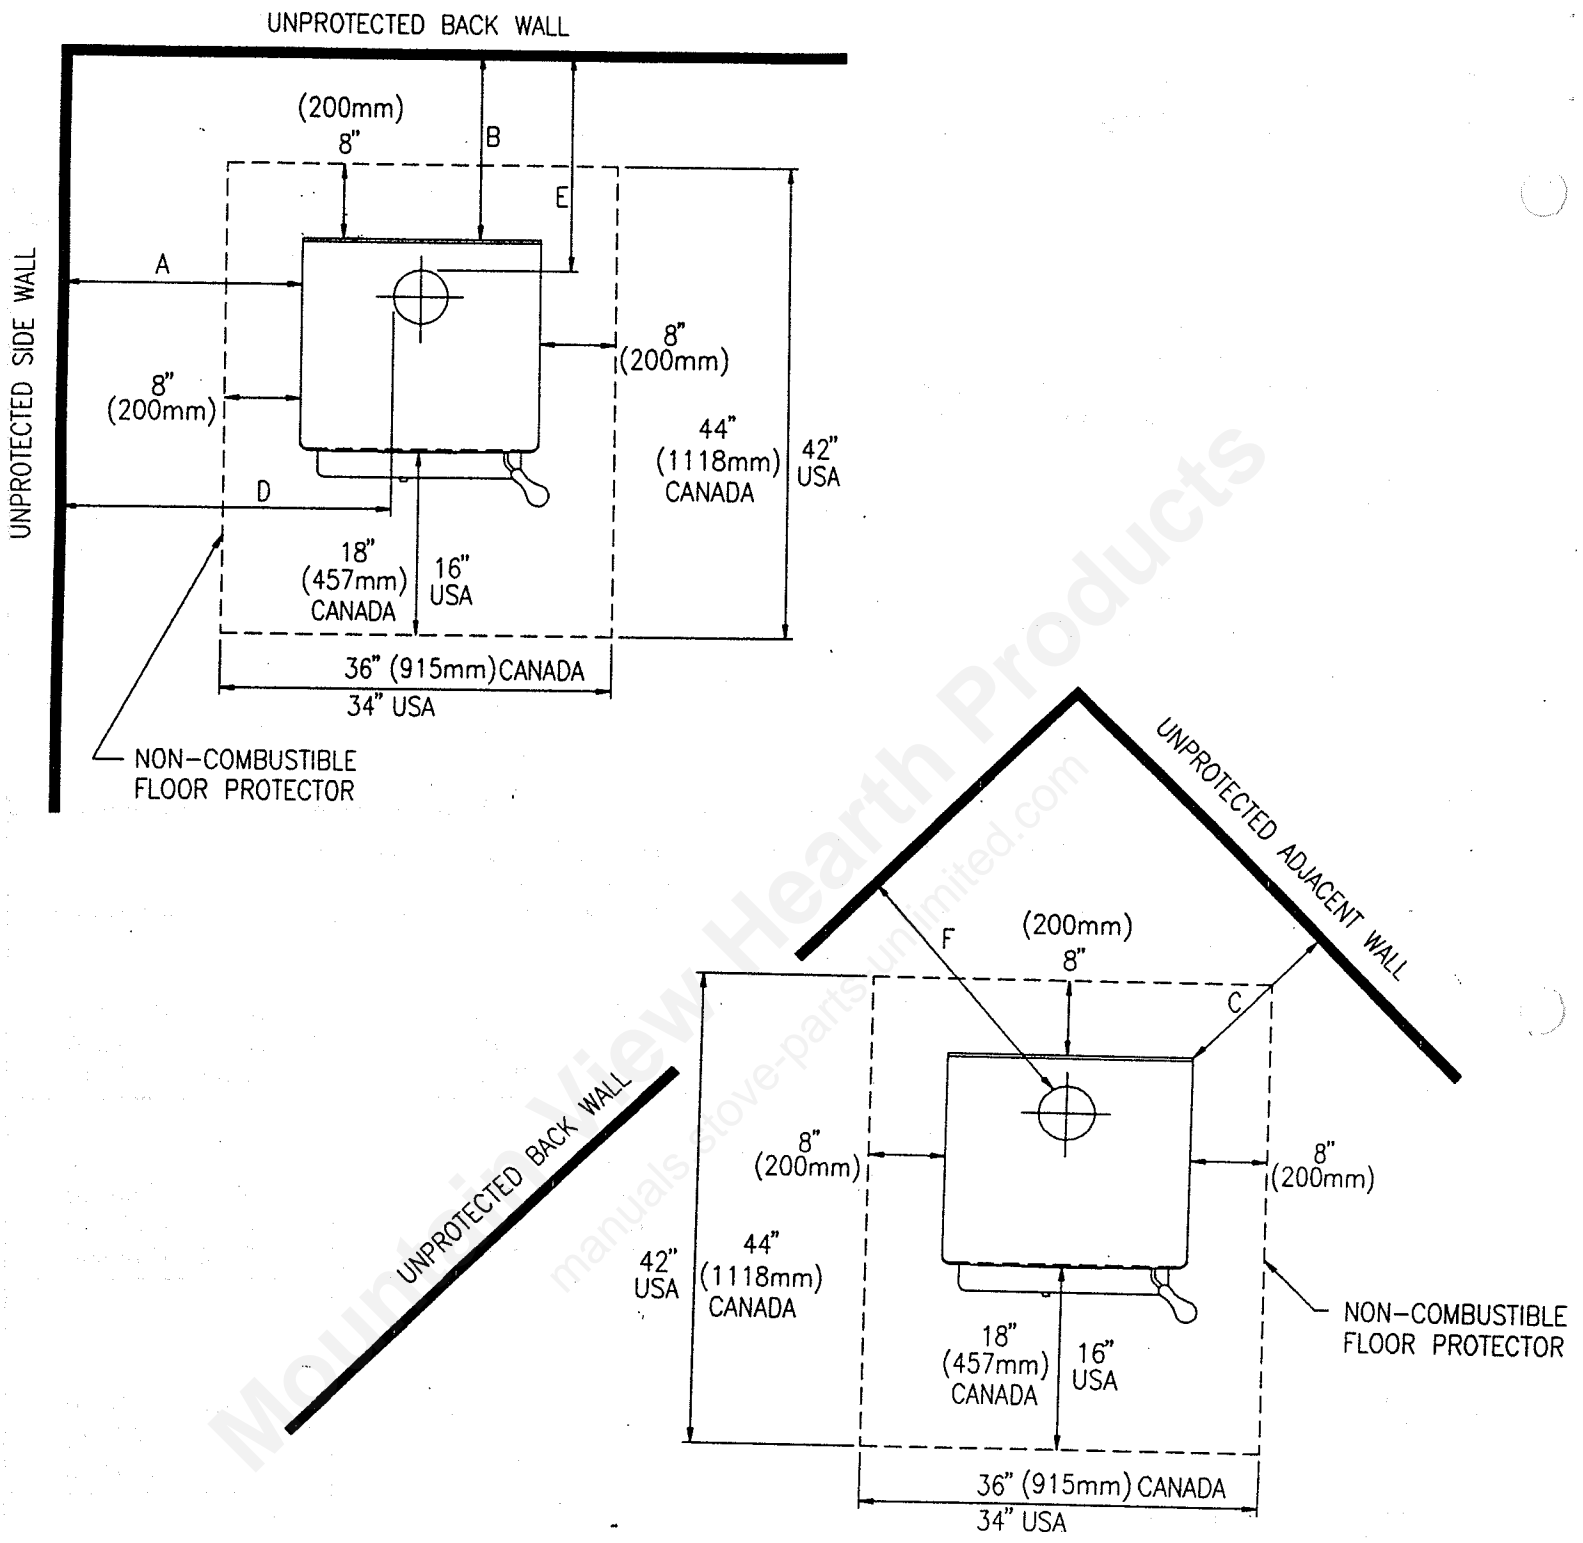 UNPROTECTED BACK WALL
(200mm)
8"
B
E
A
UNPROTECTED SIDE WALL
8"
(200mm)
8"
(200mm)
44"
(1118mm)
CANADA
42"
USA
D
18"
(457mm)
CANADA
16"
USA
36" (915mm) CANADA
34" USA
NON-COMBUSTIBLE
FLOOR PROTECTOR
UNPROTECTED ADJACENT WALL
F
(200mm)
8"
C
UNPROTECTED BACK WALL
8"
(200mm)
8"
(200mm)
42"
USA
44"
(1118mm)
CANADA
18"
(457mm)
CANADA
16"
USA
NON-COMBUSTIBLE
FLOOR PROTECTOR
36" (915mm) CANADA
34" USA
Mountain View Hearth Products
manuals.stove-parts-unlimited.com